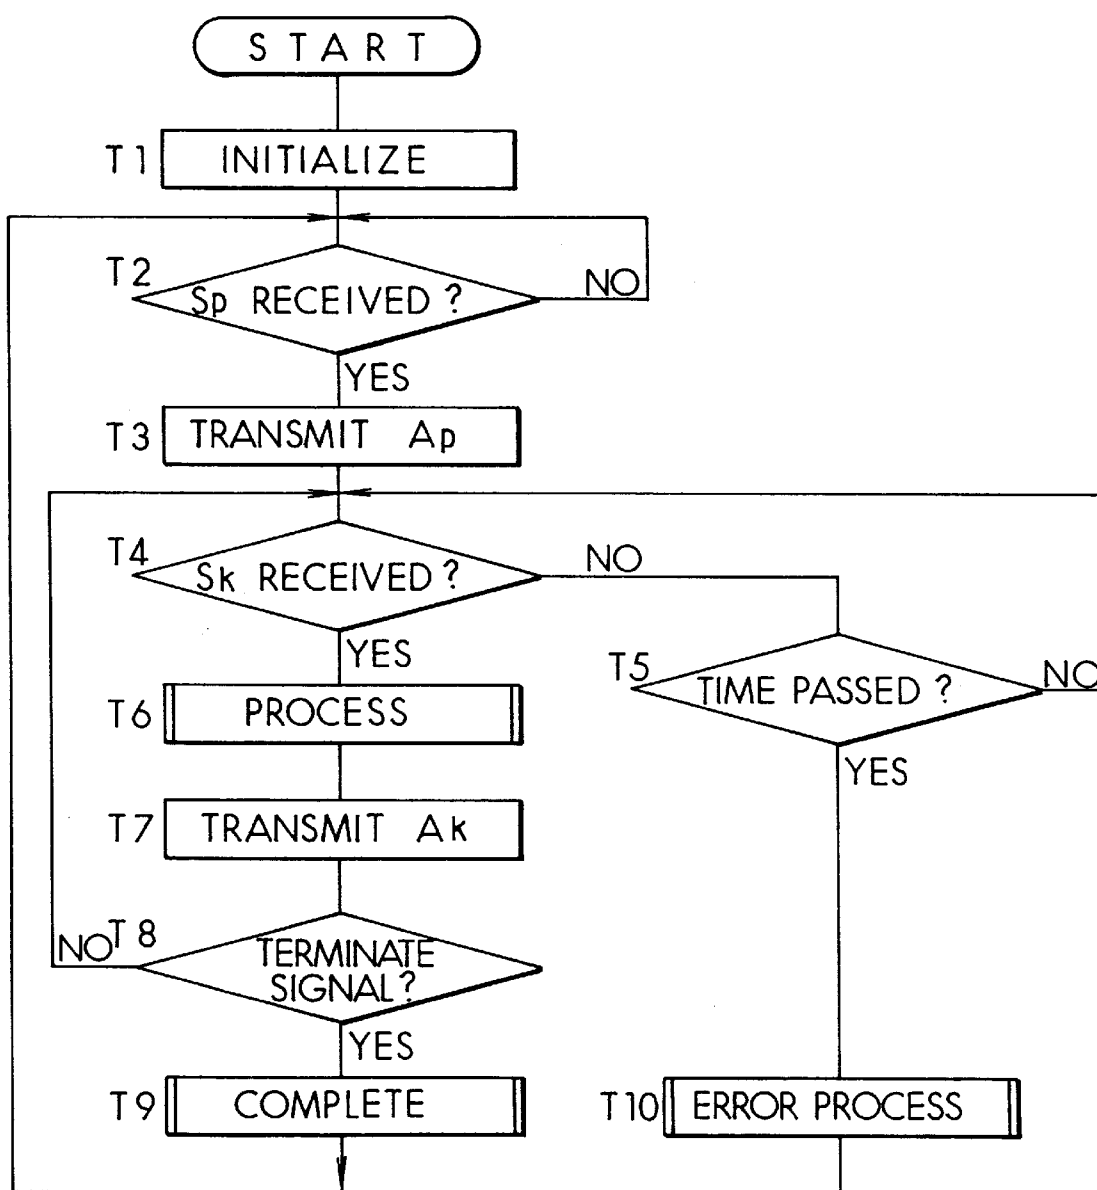 START
T1 INITIALIZE
T2 Sp RECEIVED? NO
YES
T3 TRANSMIT Ap
T4 Sk RECEIVED? NO
YES
T5 TIME PASSED? NO
YES
T6 PROCESS
T7 TRANSMIT Ak
T8 TERMINATE
SIGNAL?
NO
YES
T9 COMPLETE
T10 ERROR PROCESS